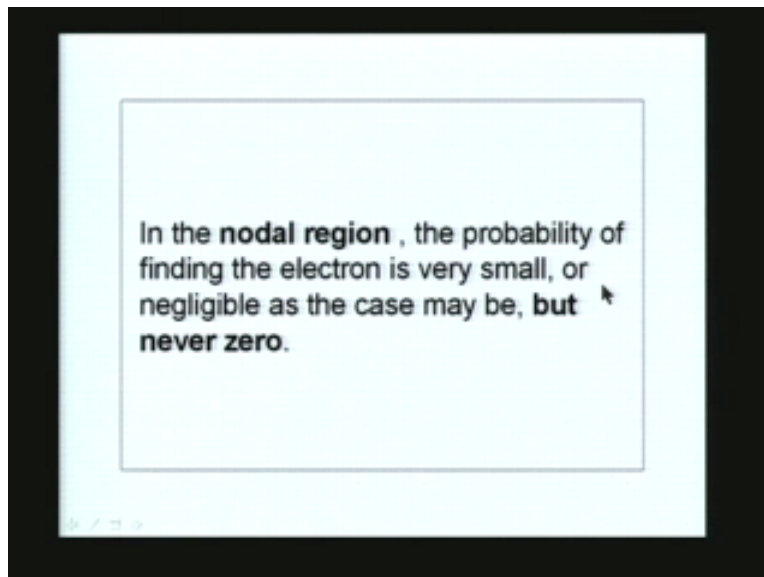 In the nodal region , the probability of
finding the electron is very small, or
negligible as the case may be, but
never zero.